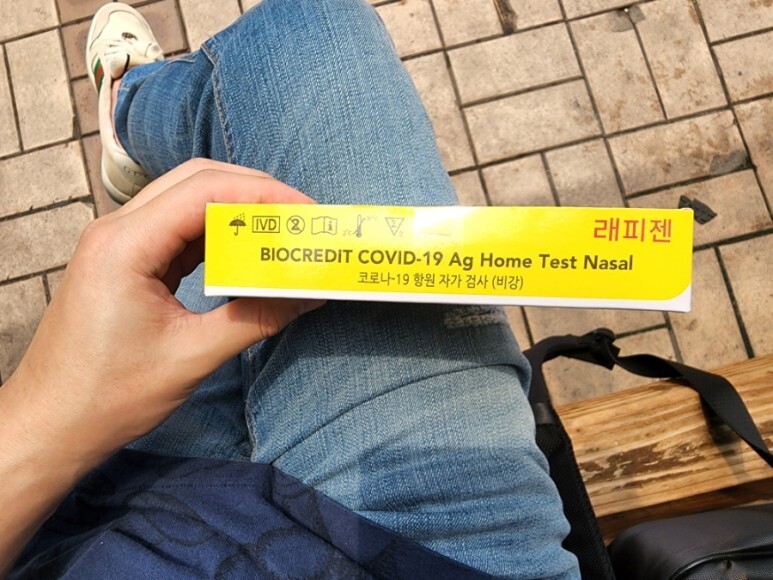 IVD
래피젠
BIOCREDIT COVID-19 Ag Home Test Nasal
코로나-19 항원 자가 검사 (비강)